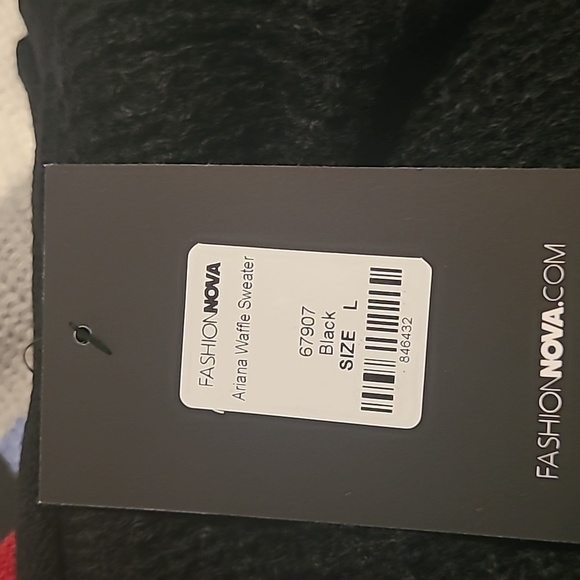 FASHIONNOVA
Ariana Waffle Sweater
67907
Black
SIZE L
846432
FASHIONNOVA.COM